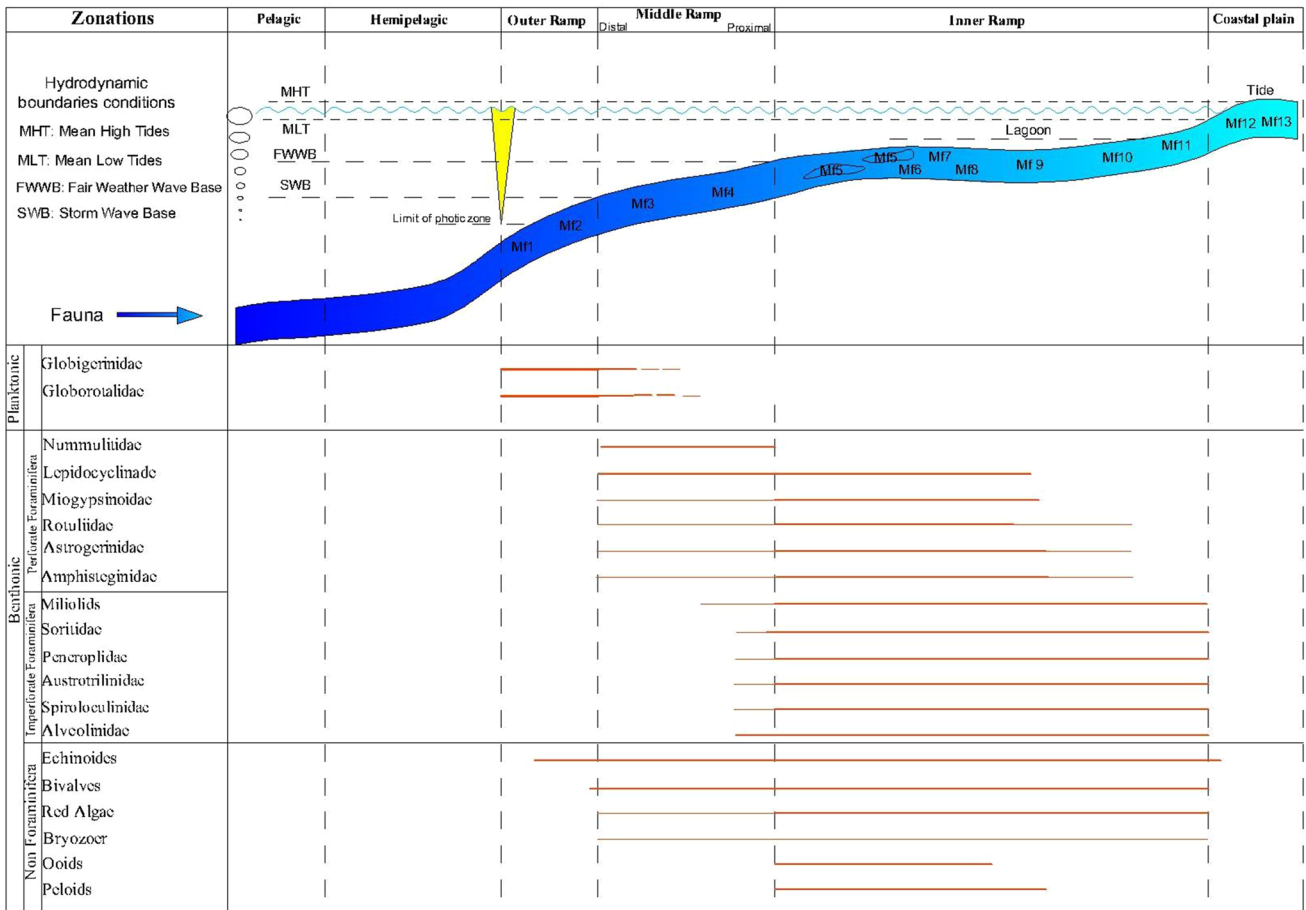 Zonations
Pelagic
Hemipelagic
Outer Ramp
Middle Ramp
Distal
Proximal
Inner Ramp
Coastal plain
Hydrodynamic
boundaries conditions
MHT: Mean High Tides
MLT: Mean Low Tides
FWWB: Fair Weather Wave Base
SWB: Storm Wave Base
MHT
MLT
FWWB
SWB
Limit of photic zone
Lagoon
Tide
Mf1
Mf2
Mf3
Mf4
Mf5
Mf5
Mf6
Mf7
Mf8
Mf 9
Mf10
Mf11
Mf12
Mf13
Fauna
Planktonic
Globigerinidae
Globorotalidae
Benthonic
Perforate Foraminifera
Nummulitidae
Lepidocyclinade
Miogypsinoidae
Rotuliidae
Astrogerinidae
Amphisteginidae
Imperforate Foraminifera
Miliolids
Soritidae
Peneroplidae
Austrotrilinidae
Spiroloculinidae
Alveolinidae
Non Foraminifera
Echinoides
Bivalves
Red Algae
Bryozoer
Ooids
Peloids